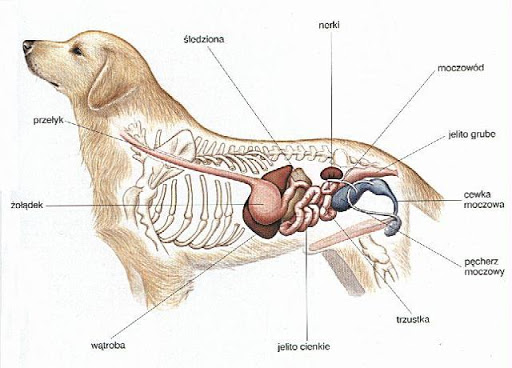 nerki
śledziona
moczowód
przełyk
jelito grube
żołądek
cewka
moczowa
pęcherz
moczowy
trzustka
wątroba
jelito cienkie